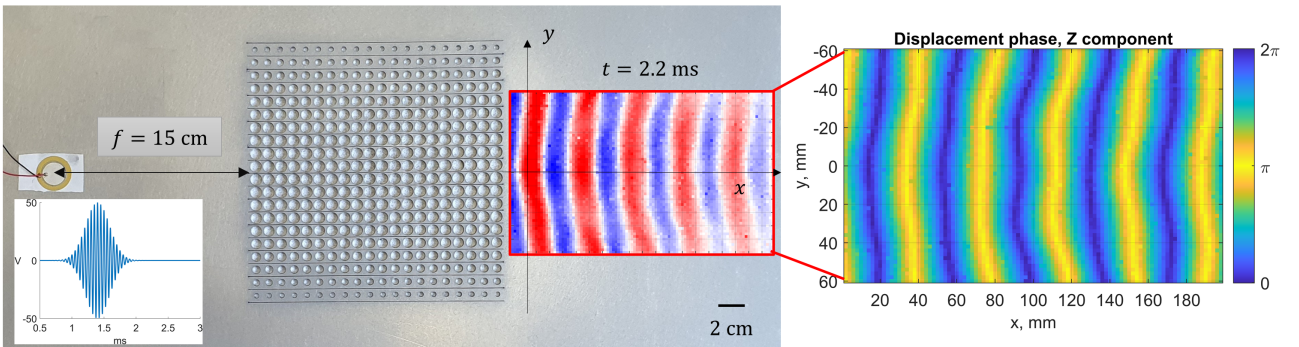 f = 15 cm
50
V 0
-50
0.5 1 1.5 2 2.5 3
ms
y
t = 2.2 ms
x
2 cm
Displacement phase, Z component
-60
-40
-20
0
20
40
60
y, mm
20 40 60 80 100 120 140 160 180
x, mm
2π
π
0